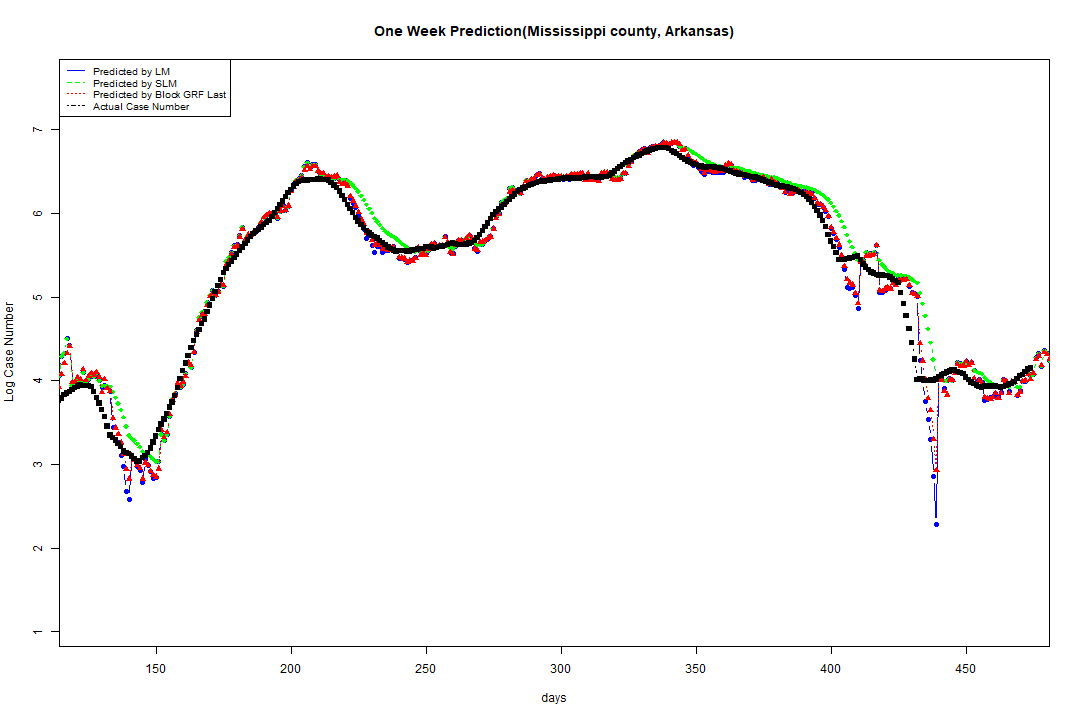 One Week Prediction(Mississippi county, Arkansas)
Predicted by LM
Predicted by SLM
Predicted by Block GRF Last
Actual Case Number
7
6
5
4
3
2
1
Log Case Number
150 200 250 300 350 400 450
days